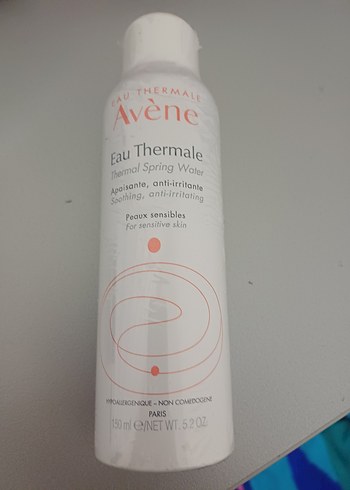 EAU THERMALE
Avène
Eau Thermale
Thermal Spring Water
Apaisante, anti-irritante
Soothing, anti-irritating
Peaux sensibles
For sensitive skin
HYPOALLERGENIQUE - NON COMEDOGENE
PARIS
150 ml ℮/NET WT. 5.2 OZ.